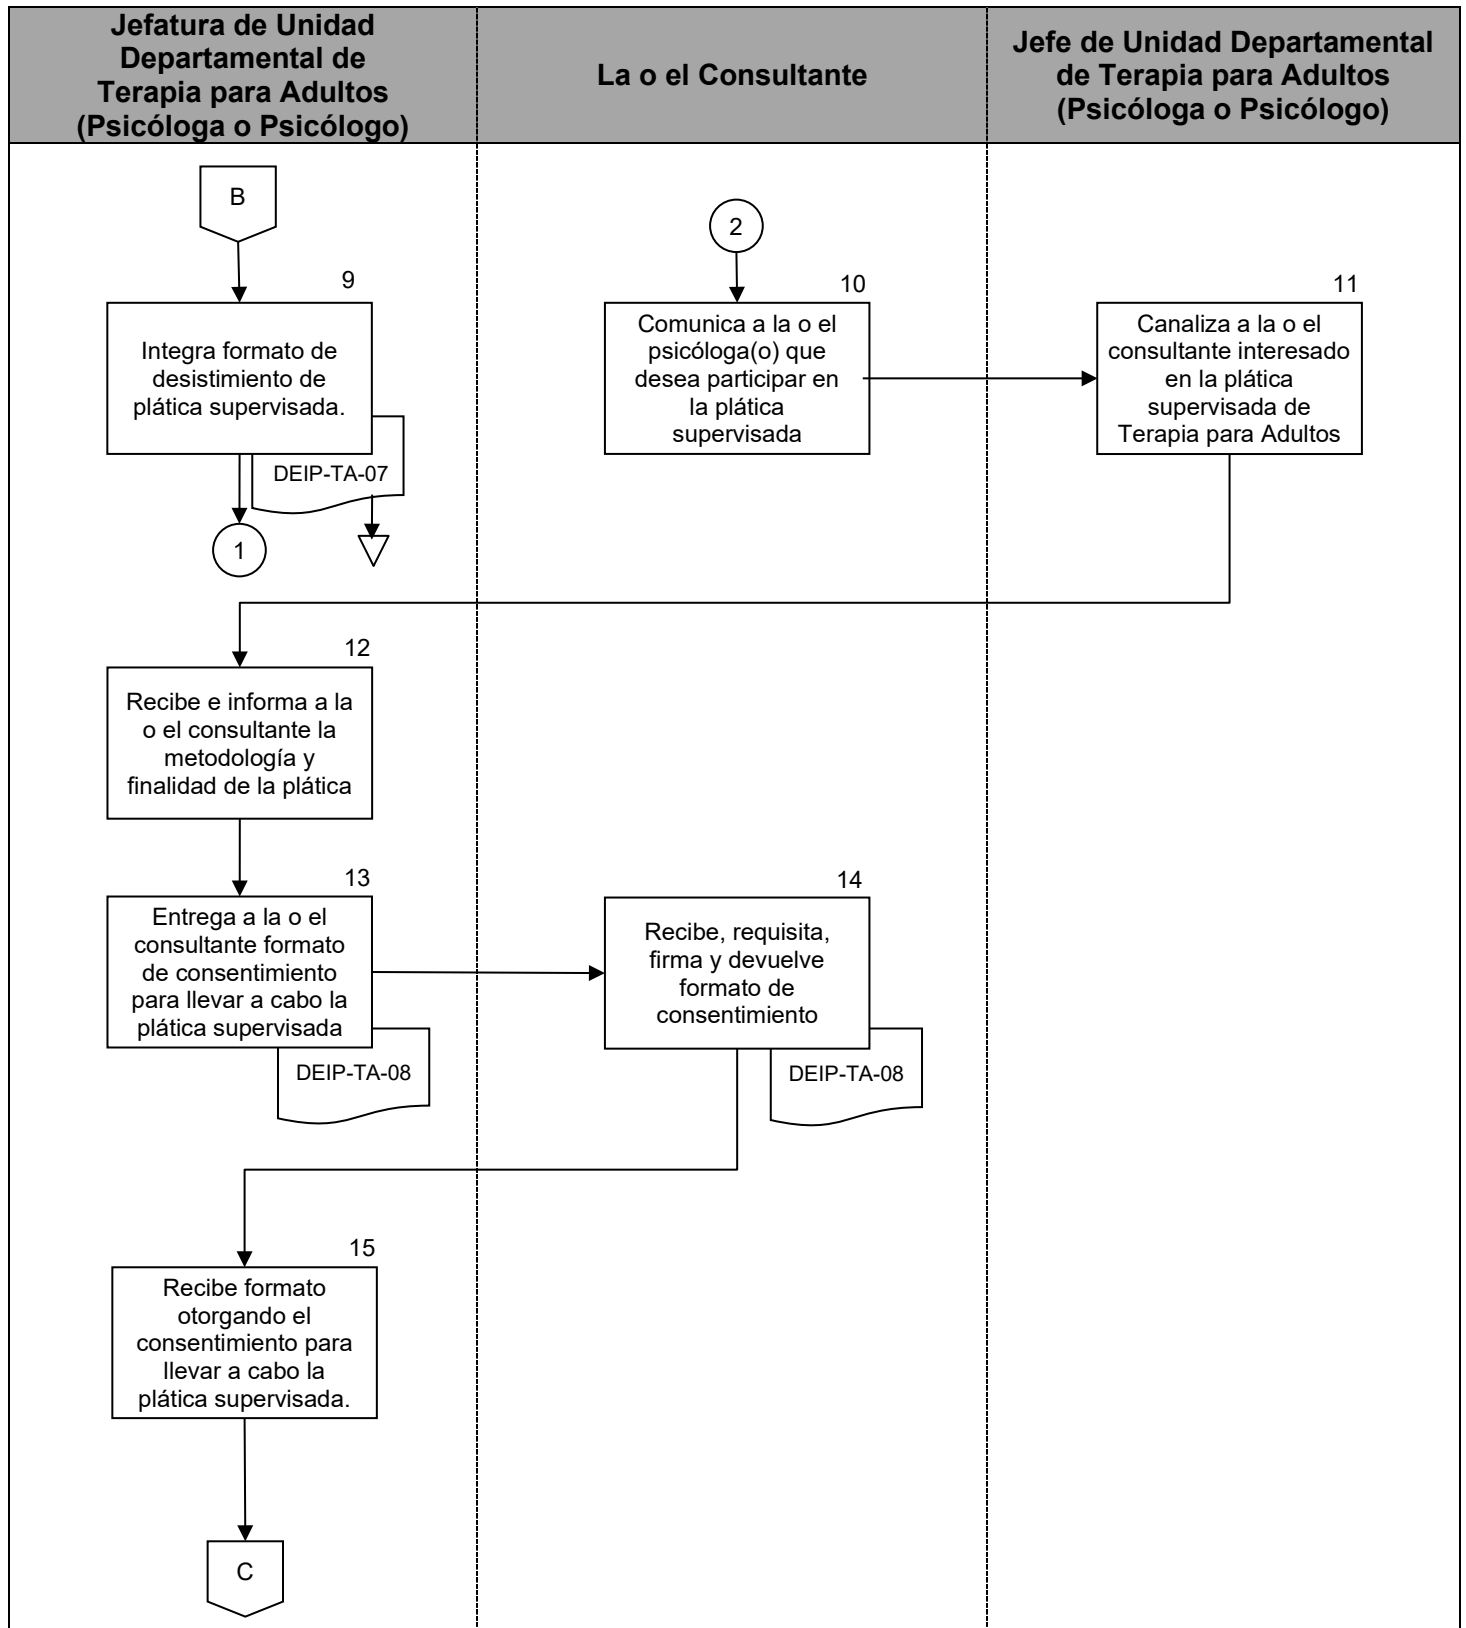 Jefatura de Unidad
Departamental de
Terapia para Adultos
(Psicóloga o Psicólogo)
La o el Consultante
Jefe de Unidad Departamental
de Terapia para Adultos
(Psicóloga o Psicólogo)
B
2
9
Integra formato de
desistimiento de
plática supervisada.
DEIP-TA-07
1
10
Comunica a la o el
psicóloga(o) que
desea participar en
la plática
supervisada
11
Canaliza a la o el
consultante interesado
en la plática
supervisada de
Terapia para Adultos
12
Recibe e informa a la
o el consultante la
metodología y
finalidad de la plática
13
Entrega a la o el
consultante formato
de consentimiento
para llevar a cabo la
plática supervisada
DEIP-TA-08
14
Recibe, requisita,
firma y devuelve
formato de
consentimiento
DEIP-TA-08
15
Recibe formato
otorgando el
consentimiento para
llevar a cabo la
plática supervisada.
C